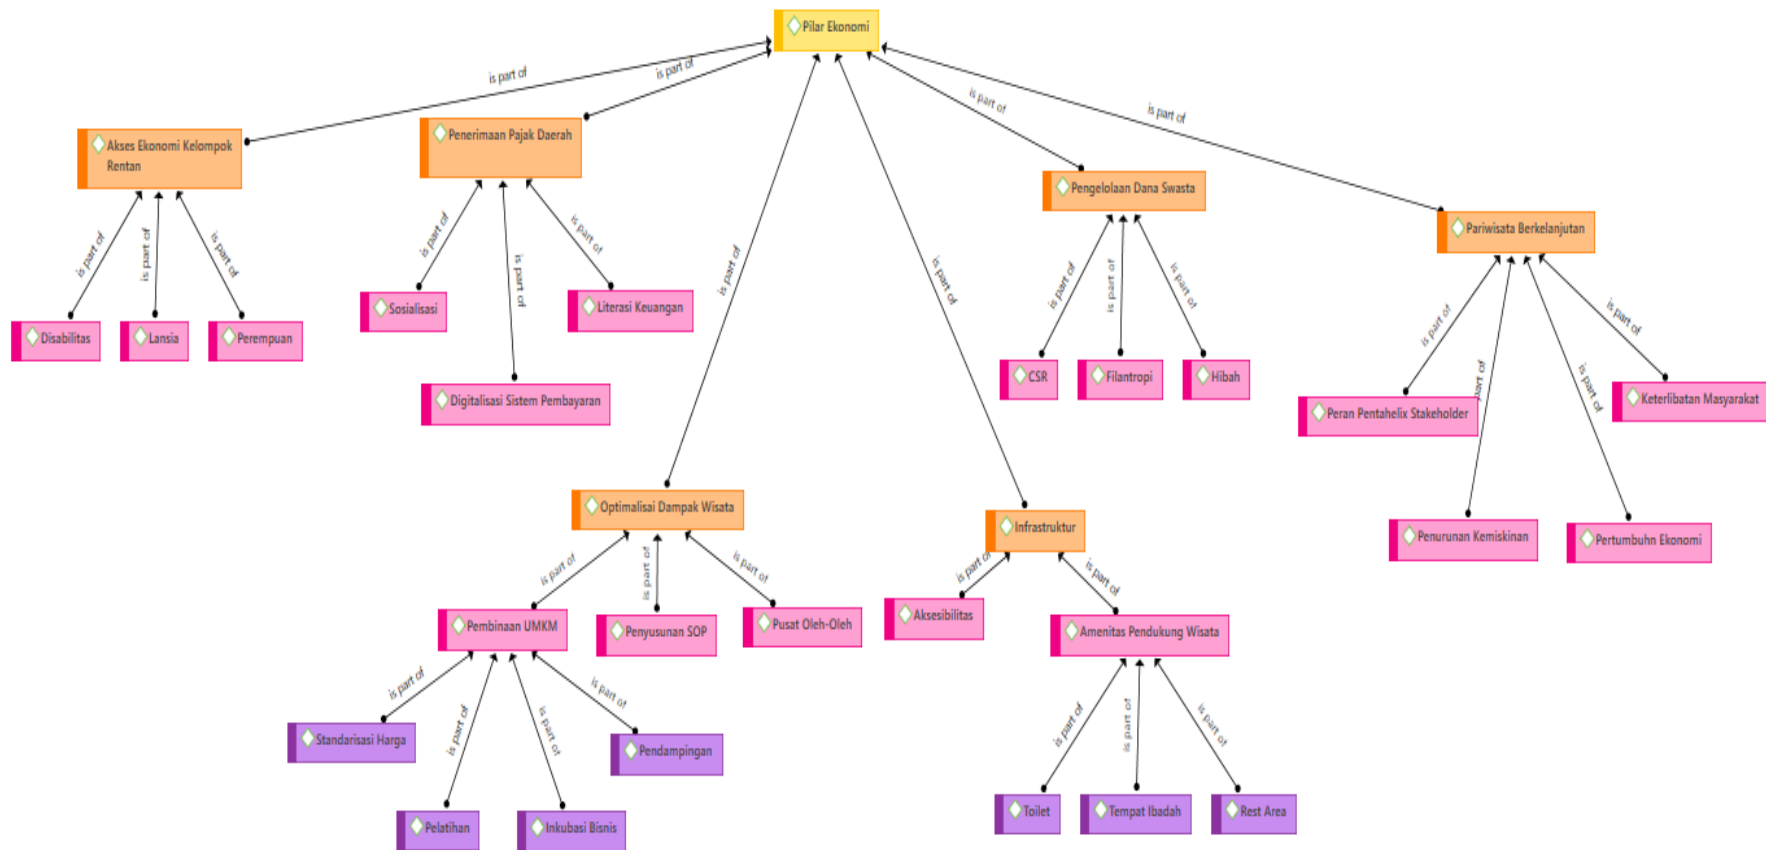 Pilar Ekonomi
is part of
is part of
is part of
is part of
is part of
is part of
Akses Ekonomi Kelompok
Rentan
Penerimaan Pajak Daerah
Pengelolaan Dana Swasta
Pariwisata Berkelanjutan
is part of
is part of
is part of
is part of
is part of
is part of
is part of
is part of
is part of
is part of
part of
is part of
is part of
Disabilitas
Lansia
Perempuan
Sosialisasi
Literasi Keuangan
Digitalisasi Sistem Pembayaran
CSR
Filantropi
Hibah
Peran Pentahelix Stakeholder
Keterlibatan Masyarakat
Penurunan Kemiskinan
Pertumbuhn Ekonomi
Optimalisai Dampak Wisata
Infrastruktur
is part of
is part of
is part of
is part of
is part of
Pembinaan UMKM
Penyusunan SOP
Pusat Oleh-Oleh
Aksesibilitas
Amenitas Pendukung Wisata
is part of
is part of
is part of
is part of
is part of
is part of
is part of
Standarisasi Harga
Pendampingan
Pelatihan
Inkubasi Bisnis
Toilet
Tempat Ibadah
Rest Area